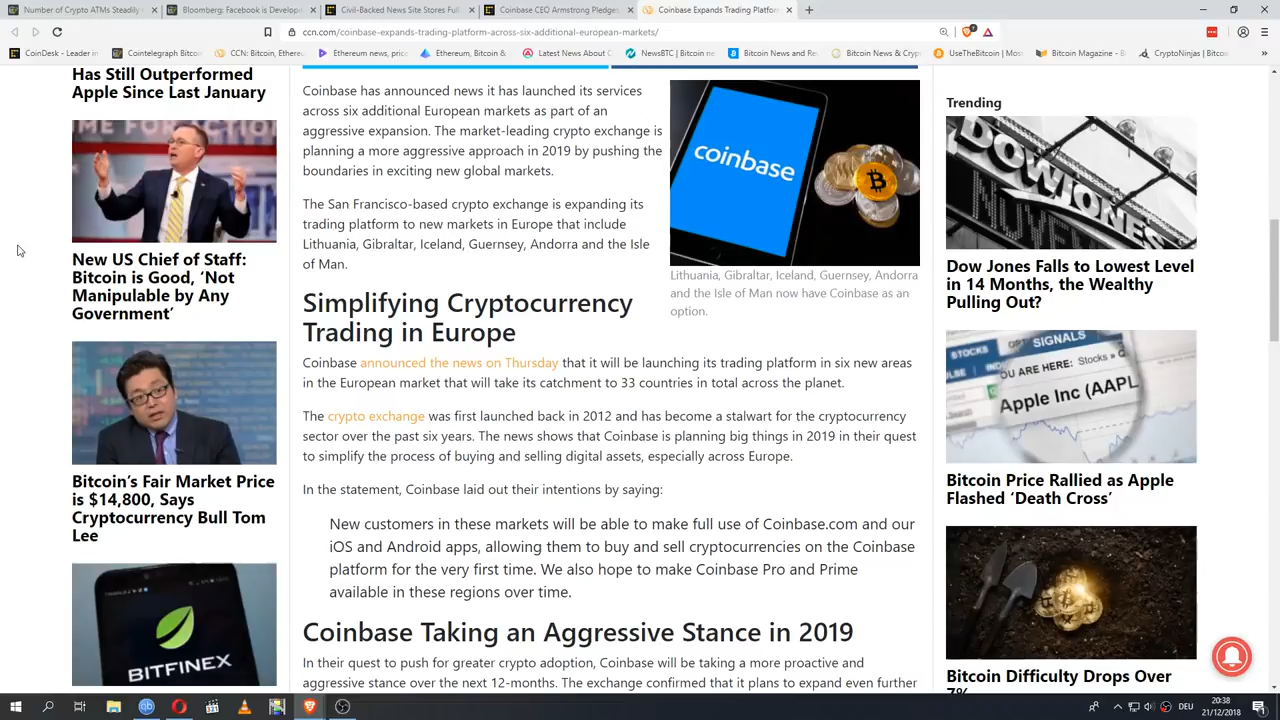 Number of Crypto ATMs Steadily
Bloomberg: Facebook is Develope
Civil-Backed News Site Stores Full
Coinbase CEO Armstrong Pledges
Coinbase Expands Trading Platform
ccn.com/coinbase-expands-trading-platform-across-six-additional-european-markets/
CoinDesk - Leader in
Cointelegraph Bitcoin
CCN: Bitcoin, Ethereu
Ethereum news, price
Ethereum, Bitcoin &
Latest News About C
NewsBTC | Bitcoin ne
Bitcoin News and Re
Bitcoin News & Crypt
UseTheBitcoin | Mos
Bitcoin Magazine - B
CryptoNinjas | Bitcoi
Has Still Outperformed
Apple Since Last January
New US Chief of Staff:
Bitcoin is Good, ‘Not
Manipulable by Any
Government’
Bitcoin’s Fair Market Price
is $14,800, Says
Cryptocurrency Bull Tom
Lee
BITFINEX
Coinbase has announced news it has launched its services
across six additional European markets as part of an
aggressive expansion. The market-leading crypto exchange is
planning a more aggressive approach in 2019 by pushing the
boundaries in exciting new global markets.
The San Francisco-based crypto exchange is expanding its
trading platform to new markets in Europe that include
Lithuania, Gibraltar, Iceland, Guernsey, Andorra and the Isle
of Man.
coinbase
Lithuania, Gibraltar, Iceland, Guernsey, Andorra
and the Isle of Man now have Coinbase as an
option.
Simplifying Cryptocurrency
Trading in Europe
Coinbase announced the news on Thursday that it will be launching its trading platform in six new areas
in the European market that will take its catchment to 33 countries in total across the planet.
The crypto exchange was first launched back in 2012 and has become a stalwart for the cryptocurrency
sector over the past six years. The news shows that Coinbase is planning big things in 2019 in their quest
to simplify the process of buying and selling digital assets, especially across Europe.
In the statement, Coinbase laid out their intentions by saying:
New customers in these markets will be able to make full use of Coinbase.com and our
iOS and Android apps, allowing them to buy and sell cryptocurrencies on the Coinbase
platform for the very first time. We also hope to make Coinbase Pro and Prime
available in these regions over time.
Coinbase Taking an Aggressive Stance in 2019
In their quest to push for greater crypto adoption, Coinbase will be taking a more proactive and
aggressive stance over the next 12-months. The exchange confirmed that it plans to expand even further
Trending
DOW JONES
Dow Jones Falls to Lowest Level
in 14 Months, the Wealthy
Pulling Out?
SIGNALS
STOCKS
YOU ARE HERE: Stocks »
Apple Inc (AAPL
Bitcoin Price Rallied as Apple
Flashed ‘Death Cross’
Bitcoin Difficulty Drops Over
7%
DEU
20:38
21/12/2018